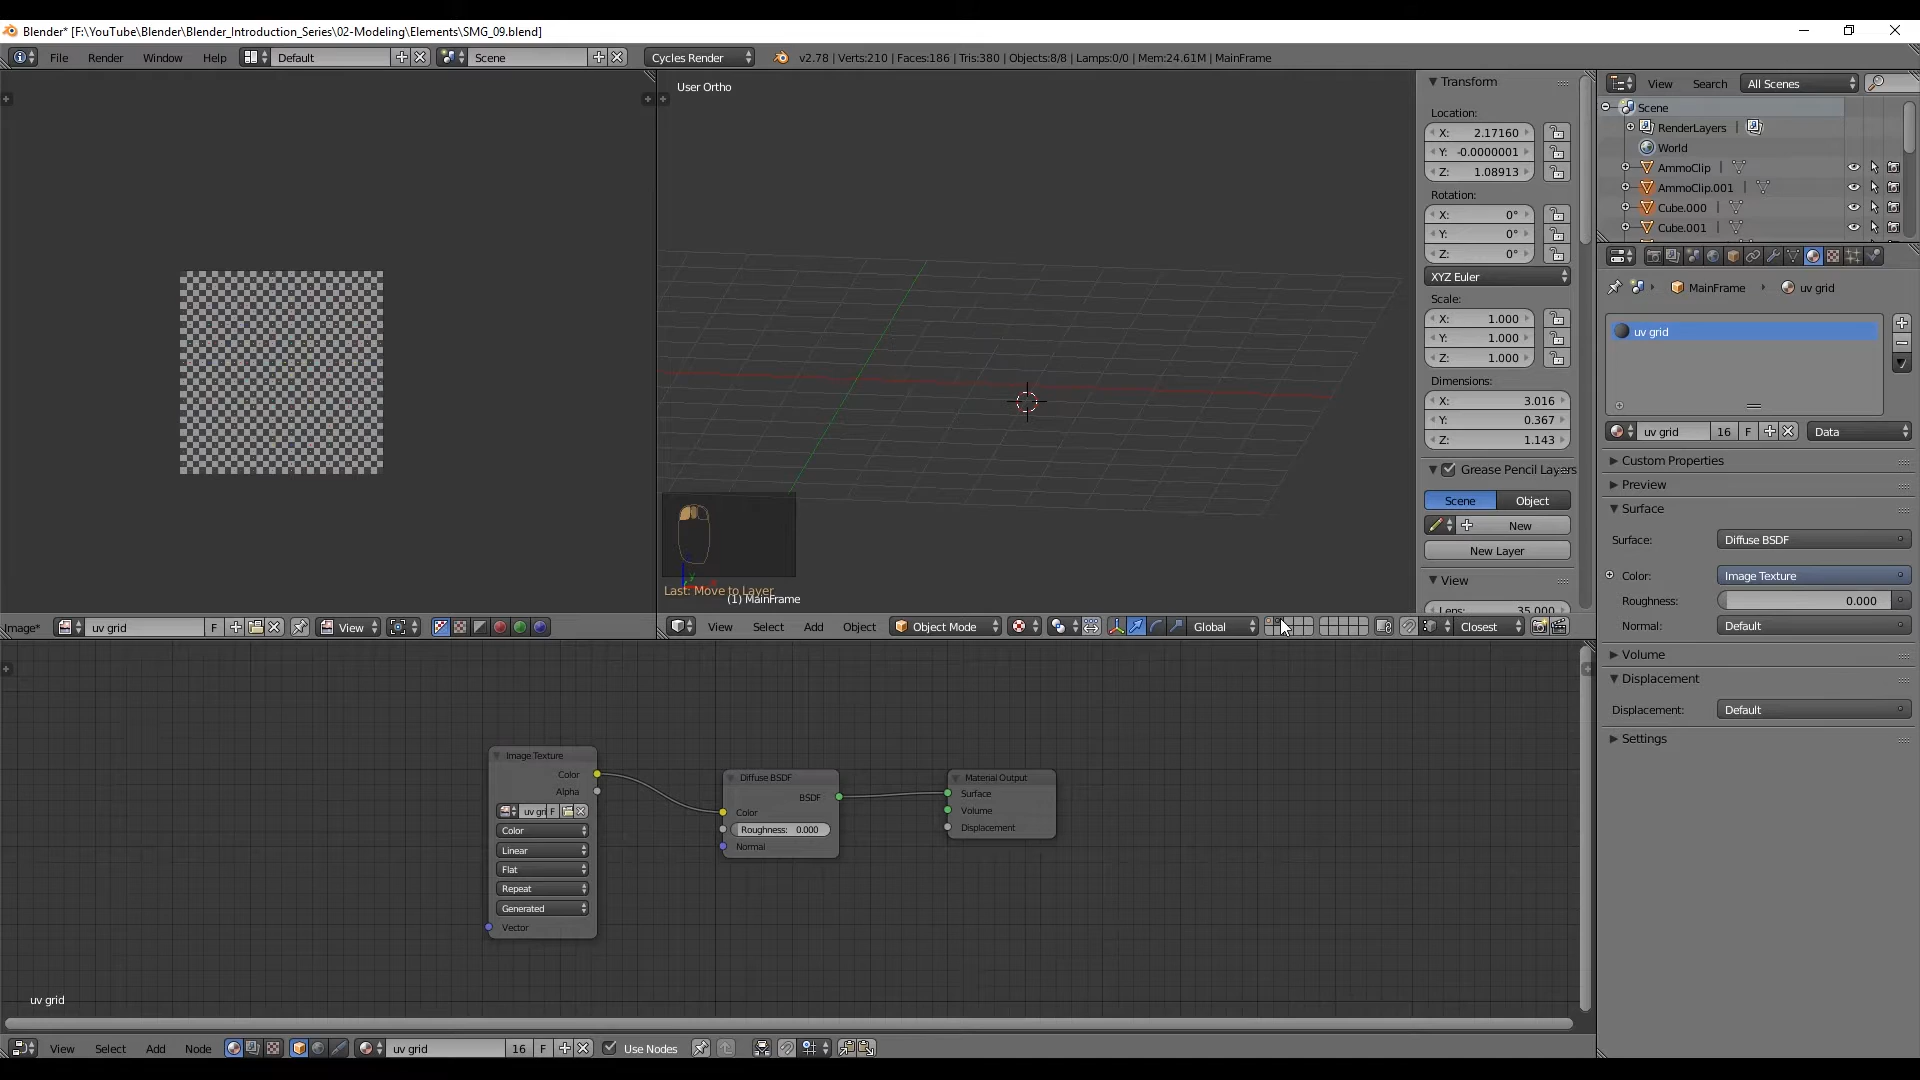 Blender* [F:\YouTube\Blender\Blender_Introduction_Series\02-Modeling\Elements\SMG_09.blend]
File Render Window Help Default Scene Cycles Render v2.78 | Verts:210 | Faces:186 | Tris:380 | Objects:8/8 | Lamps:0/0 | Mem:24.61M | MainFrame
User Ortho
Transform
Location:
X: 2.17160
Y: -0.0000001
Z: 1.08913
Rotation:
X: 0°
Y: 0°
Z: 0°
XYZ Euler
Scale:
X: 1.000
Y: 1.000
Z: 1.000
Dimensions:
X: 3.016
Y: 0.367
Z: 1.143
Grease Pencil Layers
Scene Object
New
New Layer
View
Lens: 35.000
Last: Move to Layer
(1) MainFrame
Image* uv grid F View
View Select Add Object Object Mode Global Closest
View Search All Scenes
Scene
RenderLayers
World
AmmoClip
AmmoClip.001
Cube.000
Cube.001
MainFrame uv grid
uv grid
uv grid 16 F Data
Custom Properties
Preview
Surface
Surface: Diffuse BSDF
Color: Image Texture
Roughness: 0.000
Normal: Default
Volume
Displacement
Displacement: Default
Settings
Image Texture
Color
Alpha
uv gri F
Color
Linear
Flat
Repeat
Generated
Vector
Diffuse BSDF
BSDF
Color
Roughness: 0.000
Normal
Material Output
Surface
Volume
Displacement
uv grid
View Select Add Node uv grid 16 F Use Nodes